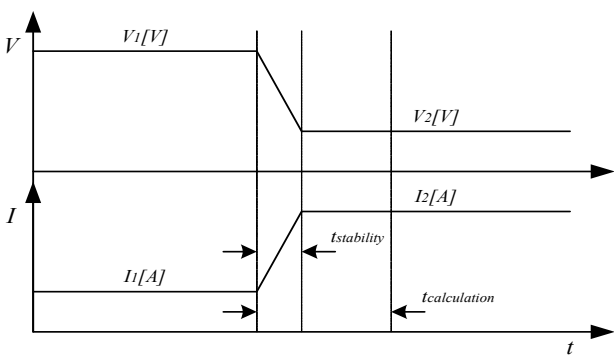 V1[V]
V
V2[V]
I2[A]
I
tstability
I1[A]
tcalculation
t